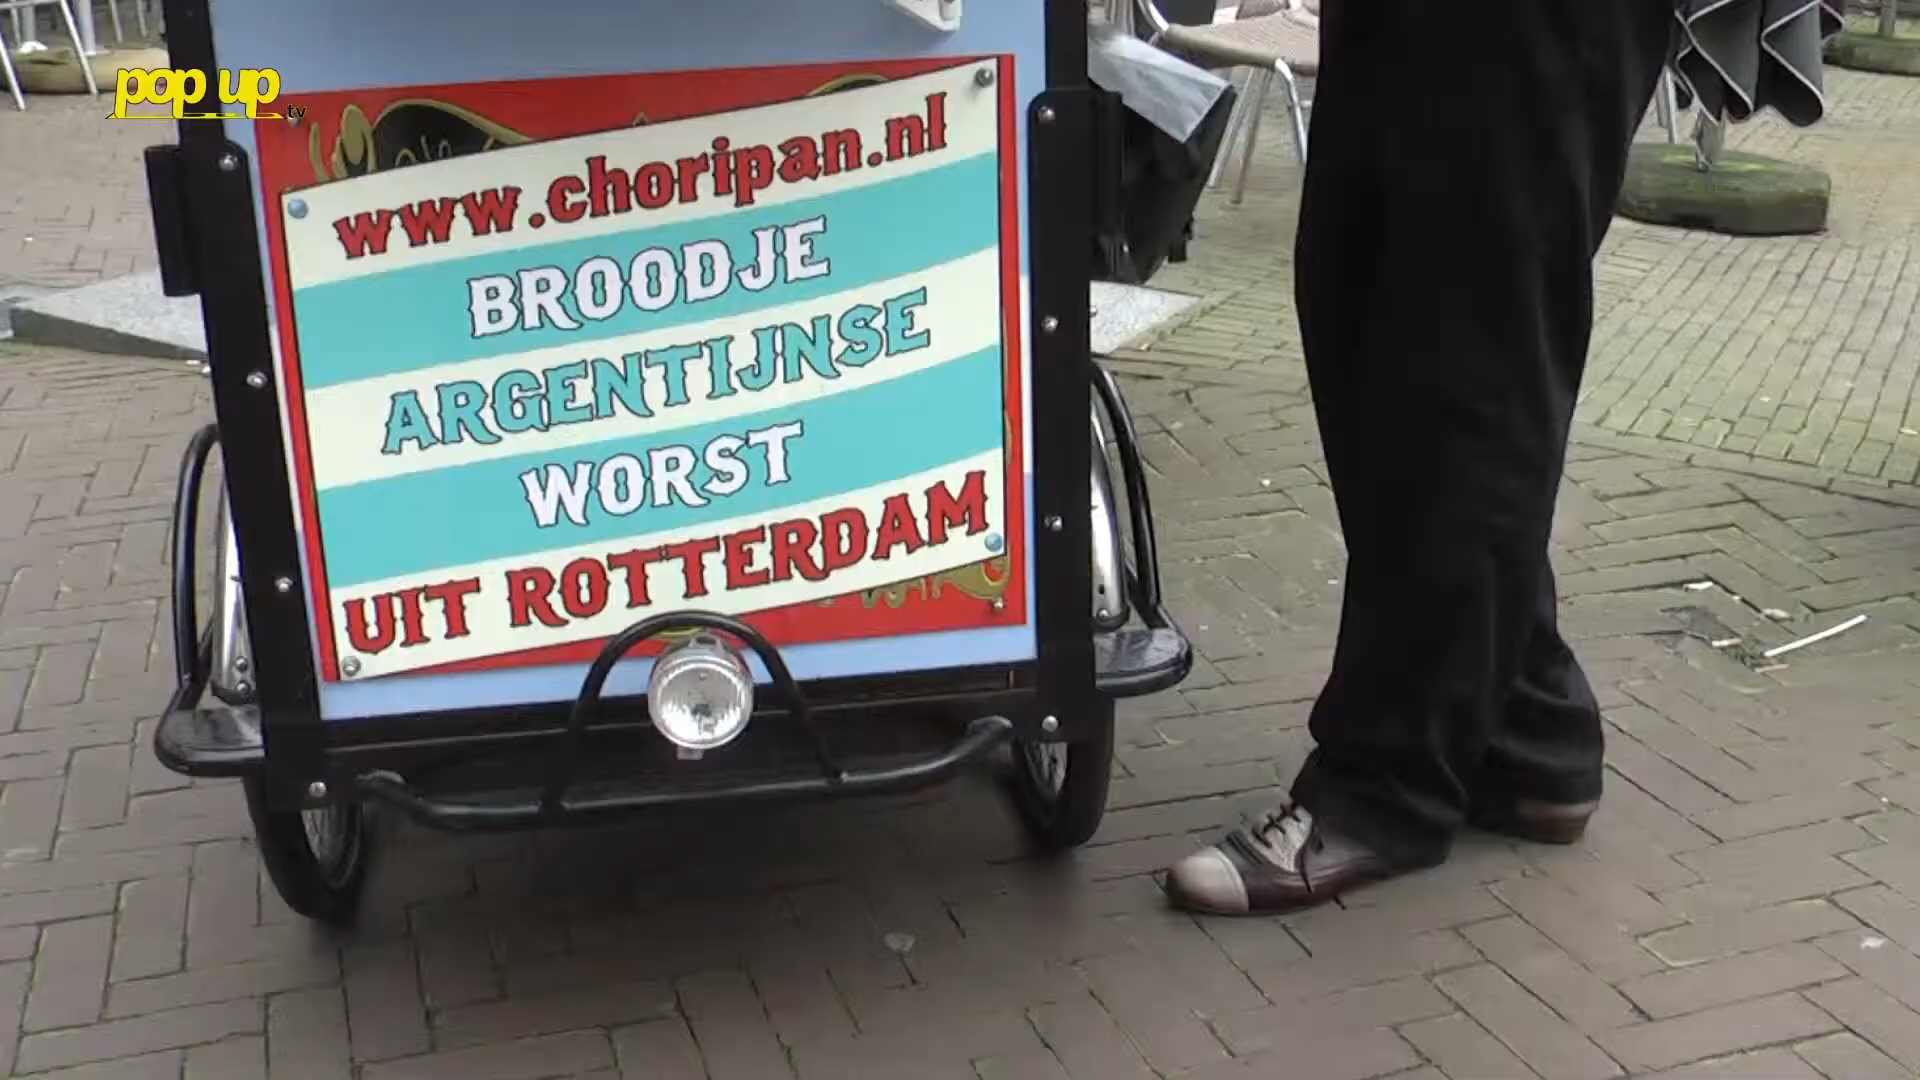 pop up.tv
www.choripan.nl
BROODJE
ARGENTIJNSE
WORST
UIT ROTTERDAM